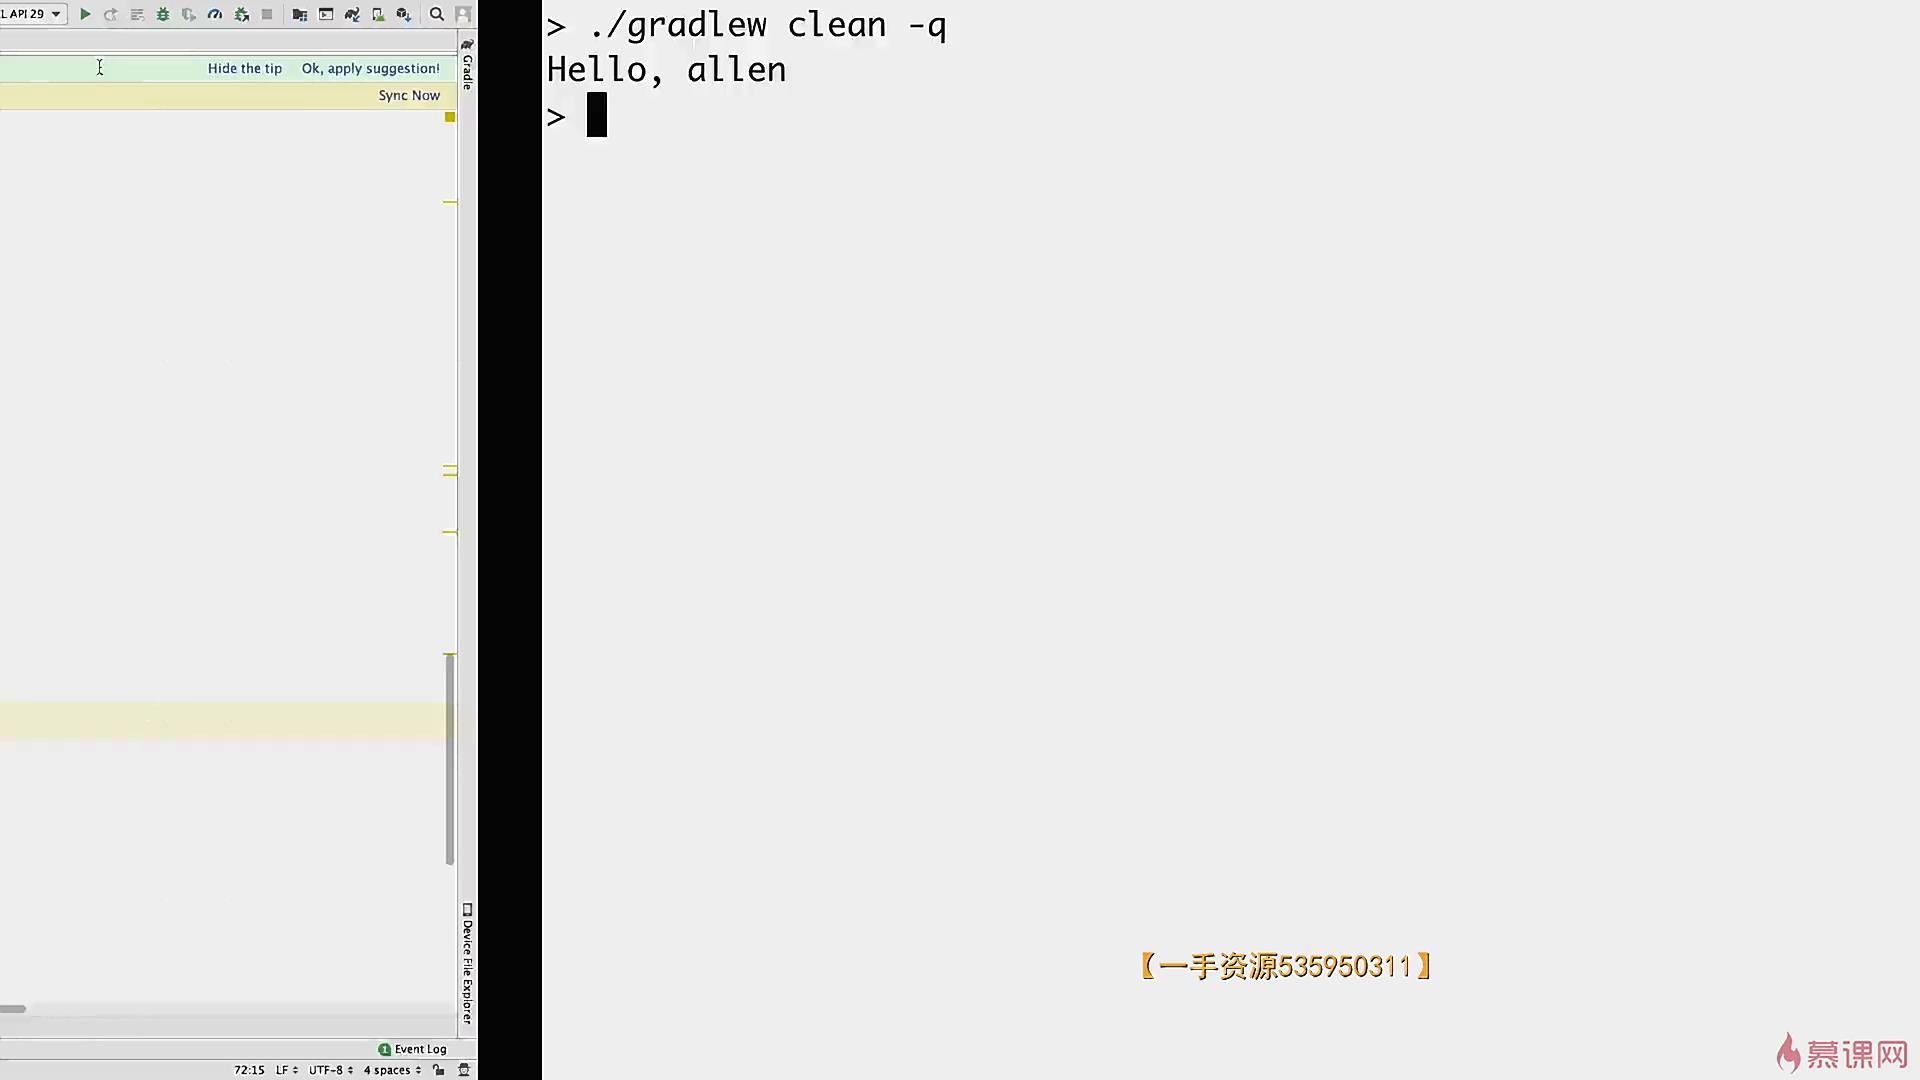 L API 29
Hide the tip Ok, apply suggestion!
Sync Now
Gradle
Device File Explorer
1 Event Log
72:15 LF UTF-8 4 spaces
> ./gradlew clean -q
Hello, allen
>
【一手资源535950311】
慕课网